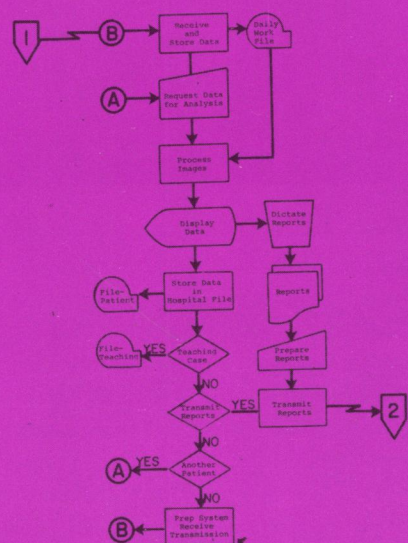 1
B
Receive
and
Store Data
Daily
Work
File
A
Request Data
for Analysis
Process
Images
Display
Data
Dictate
Reports
Store Data
in
Hospital File
File-
Patient
Reports
File-
Teaching
YES
Teaching
Case
Prepare
Reports
NO
Transmit
Reports
YES
Transmit
Reports
2
NO
A
YES
Another
Patient
NO
B
Prep System
Receive
Transmission